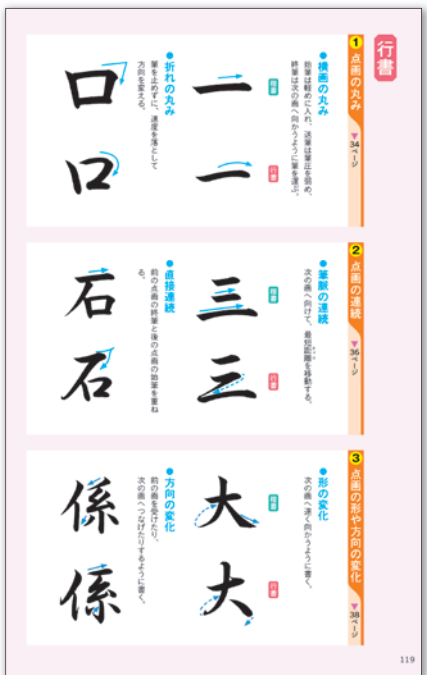 行書
1 点画の丸み ▼34ページ
●横画の丸み
始筆は軽めに入れ、送筆は筆圧を弱め、
終筆は次の画へ向かうように筆を運ぶ。
楷書
一
行書
一
●折れの丸み
筆を止めずに、速度を落として
方向を変える。
口
口
2 点画の連続 ▼36ページ
●筆脈の連続
次の画へ向けて、最短距離を移動する。
楷書
三
行書
三
●直接連続
前の点画の終筆と後の点画の始筆を重ね
る。
石
石
3 点画の形や方向の変化 ▼38ページ
●形の変化
次の画へ速く向かうように書く。
楷書
大
行書
大
●方向の変化
前の画を受けたり、
次の画へつなげたりするように書く。
係
係
119